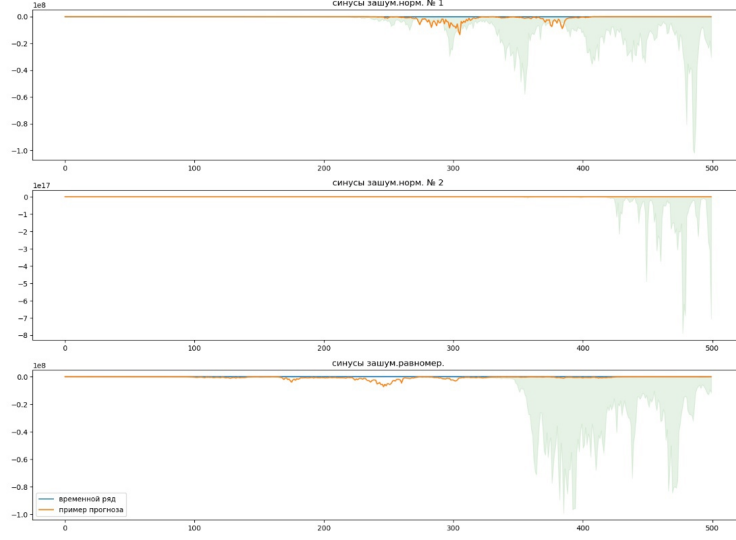 синусы зашум.норм. № 1
1e8
0.0
−0.2
−0.4
−0.6
−0.8
−1.0
0 100 200 300 400 500
синусы зашум.норм. № 2
1e17
0
−1
−2
−3
−4
−5
−6
−7
−8
0 100 200 300 400 500
синусы зашум.равномер.
1e8
0.0
−0.2
−0.4
−0.6
−0.8
−1.0
временной ряд
пример прогноза
0 100 200 300 400 500